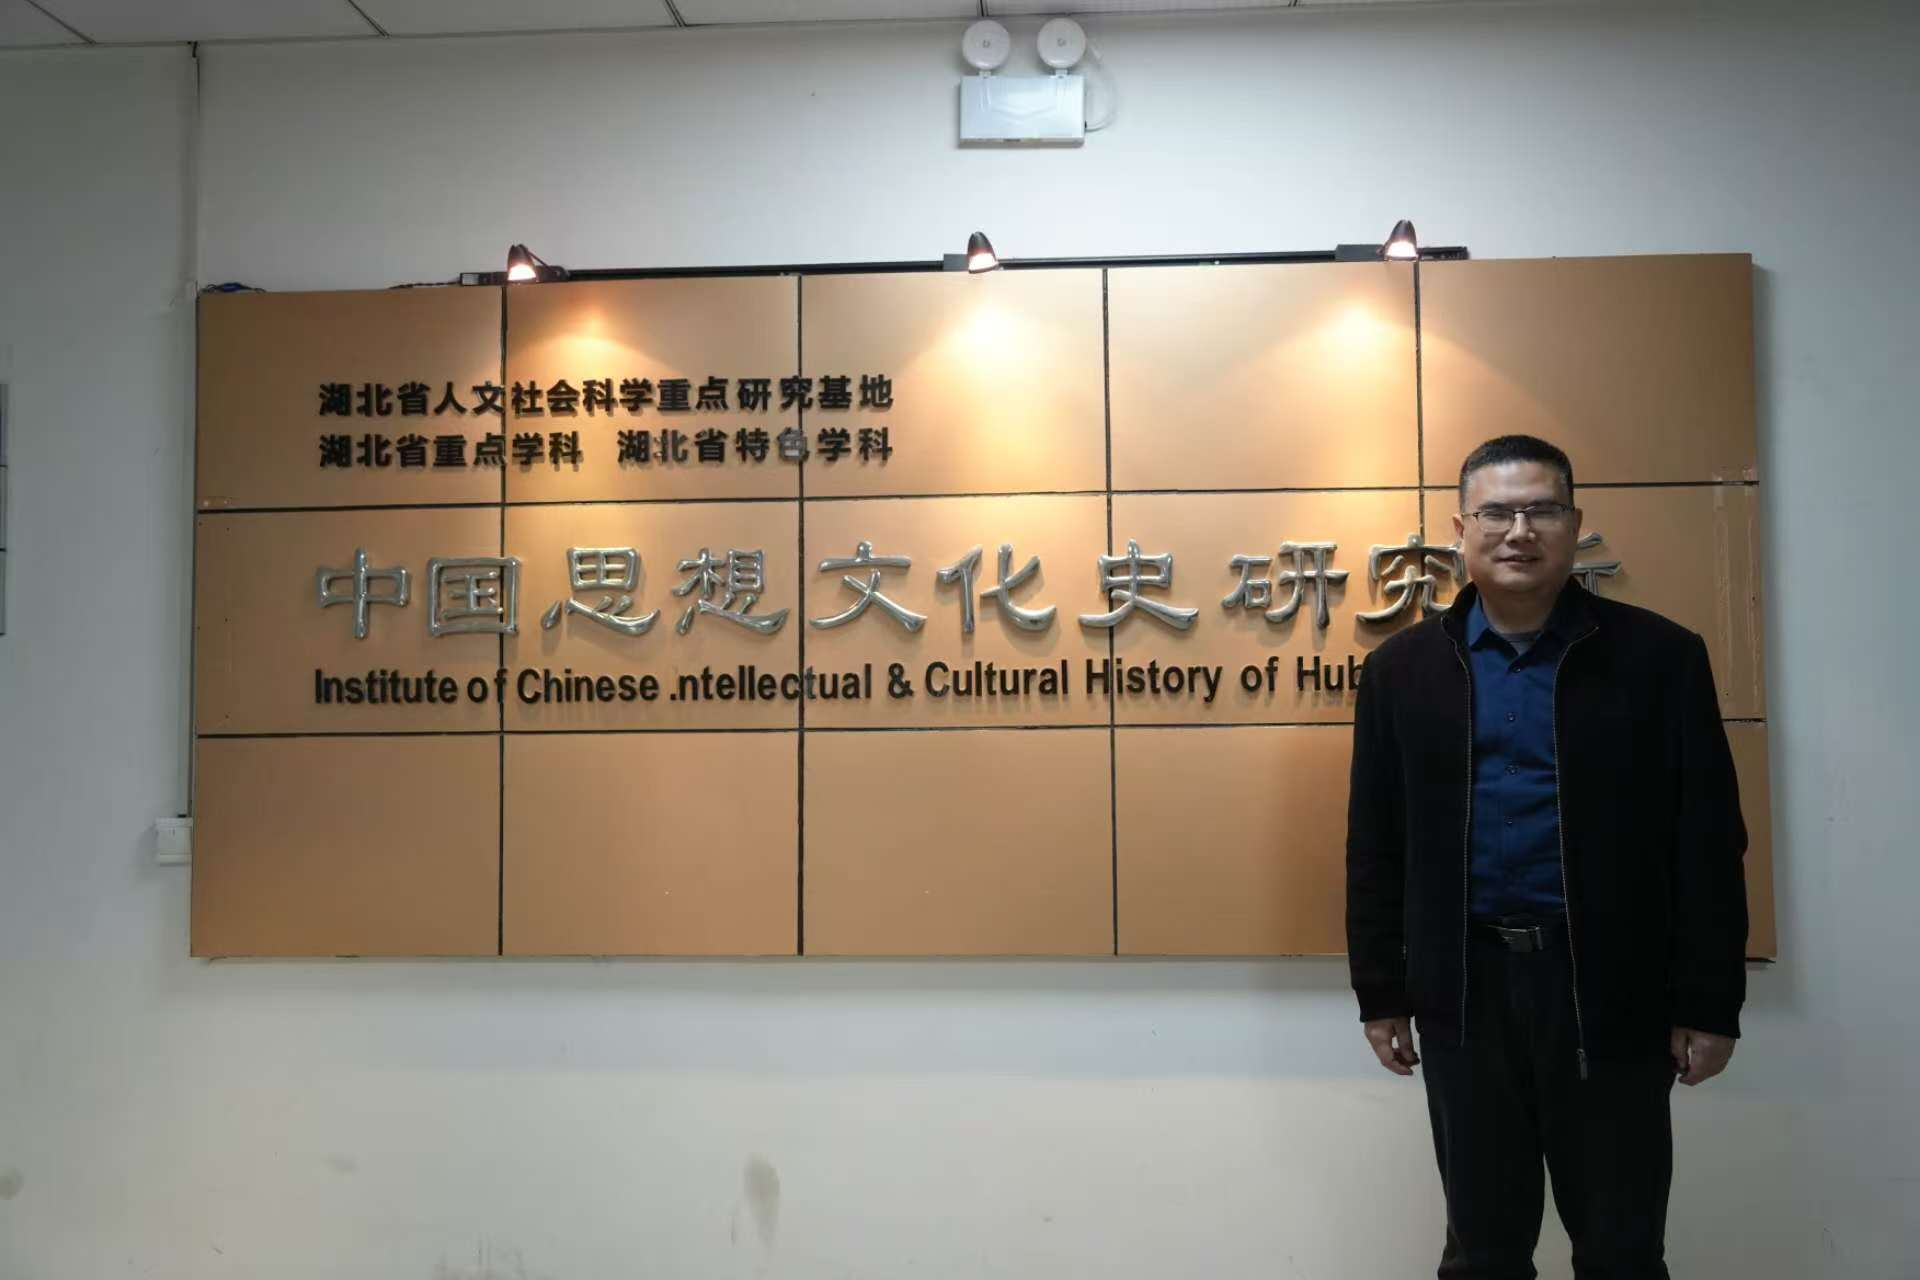 湖北省人文社会科学重点研究基地
湖北省重点学科 湖北省特色学科
中国思想文化史研究
Institute of Chinese .ntellectual & Cultural History of Hub